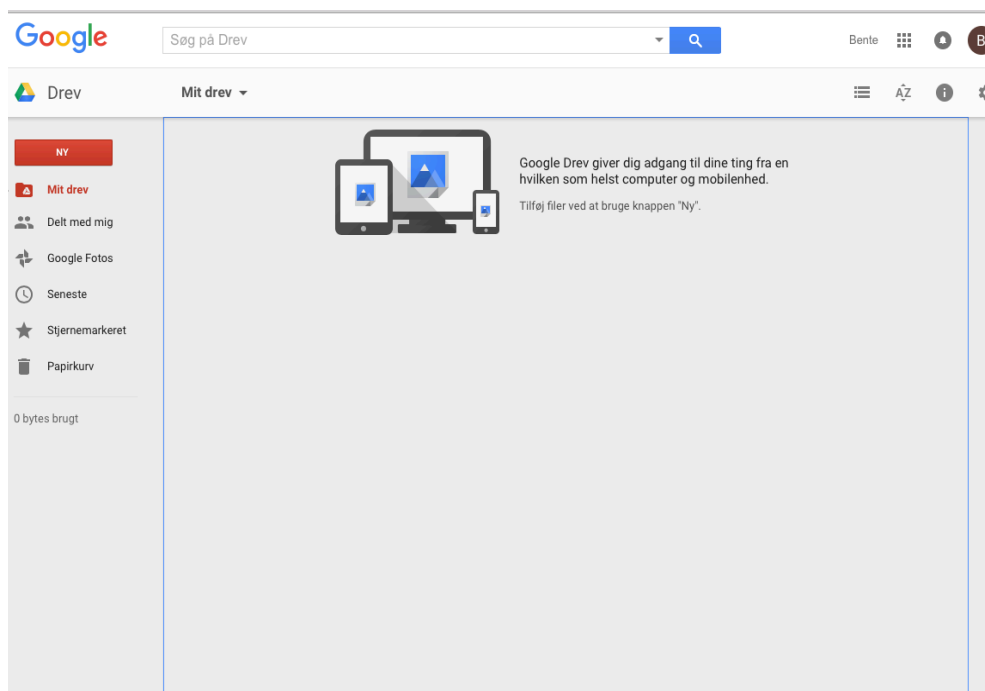 Google
Søg på Drev
Bente
B
Drev
Mit drev
AZ
NY
Mit drev
Delt med mig
Google Fotos
Seneste
Stjernemarkeret
Papirkurv
0 bytes brugt
Google Drev giver dig adgang til dine ting fra en
hvilken som helst computer og mobilenhed.
Tilføj filer ved at bruge knappen "Ny".